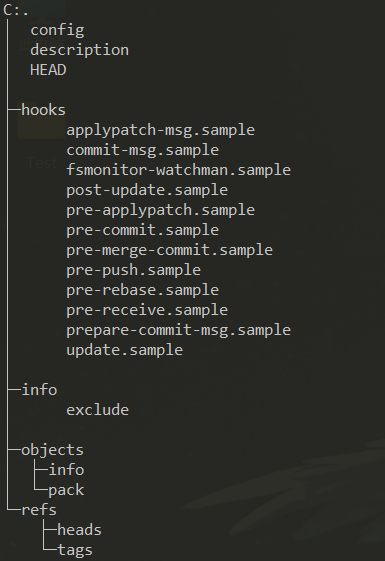 C:.
config
description
HEAD
hooks
applypatch-msg.sample
commit-msg.sample
fsmonitor-watchman.sample
post-update.sample
pre-applypatch.sample
pre-commit.sample
pre-merge-commit.sample
pre-push.sample
pre-rebase.sample
pre-receive.sample
prepare-commit-msg.sample
update.sample
info
exclude
objects
info
pack
refs
heads
tags